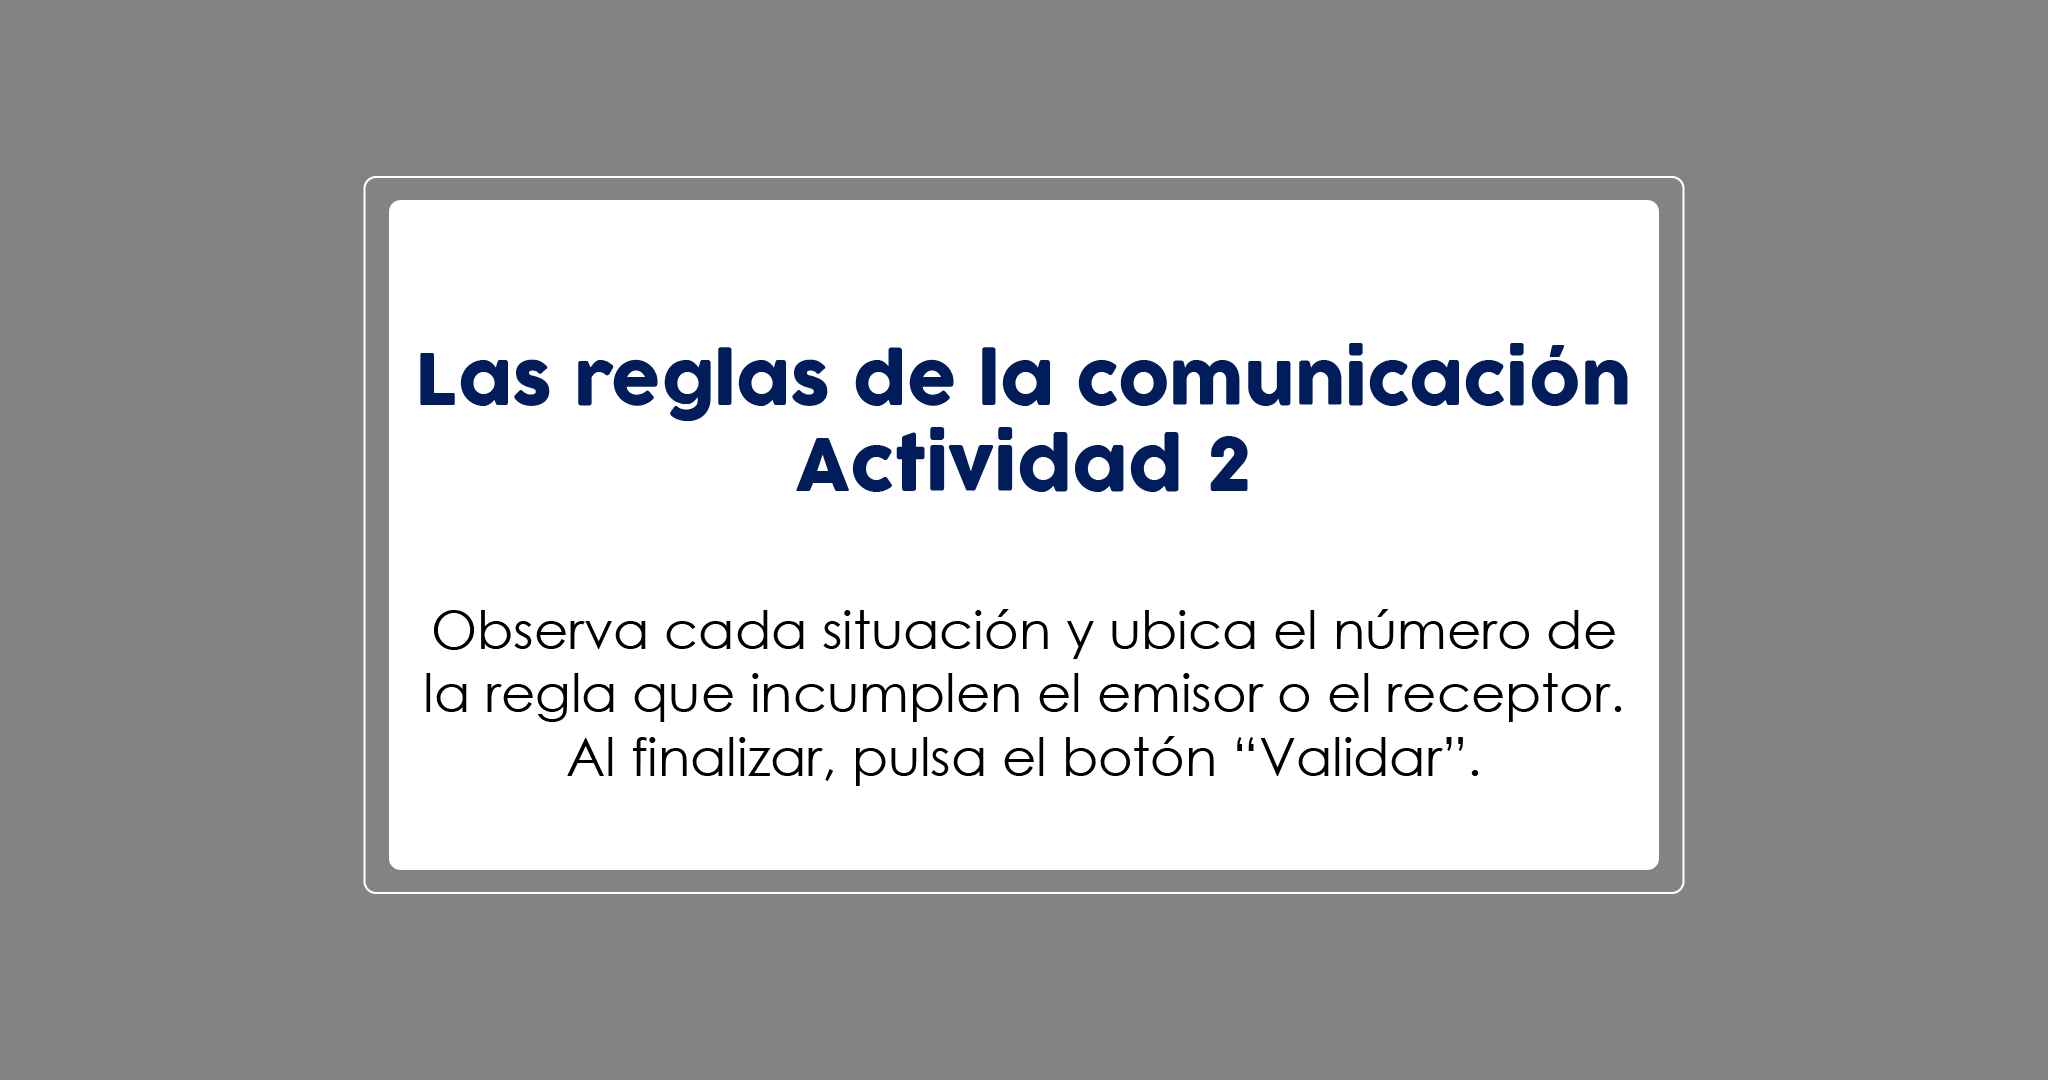 Las reglas de la comunicación
Actividad 2
Observa cada situación y ubica el número de
la regla que incumplen el emisor o el receptor.
Al finalizar, pulsa el botón “Validar”.